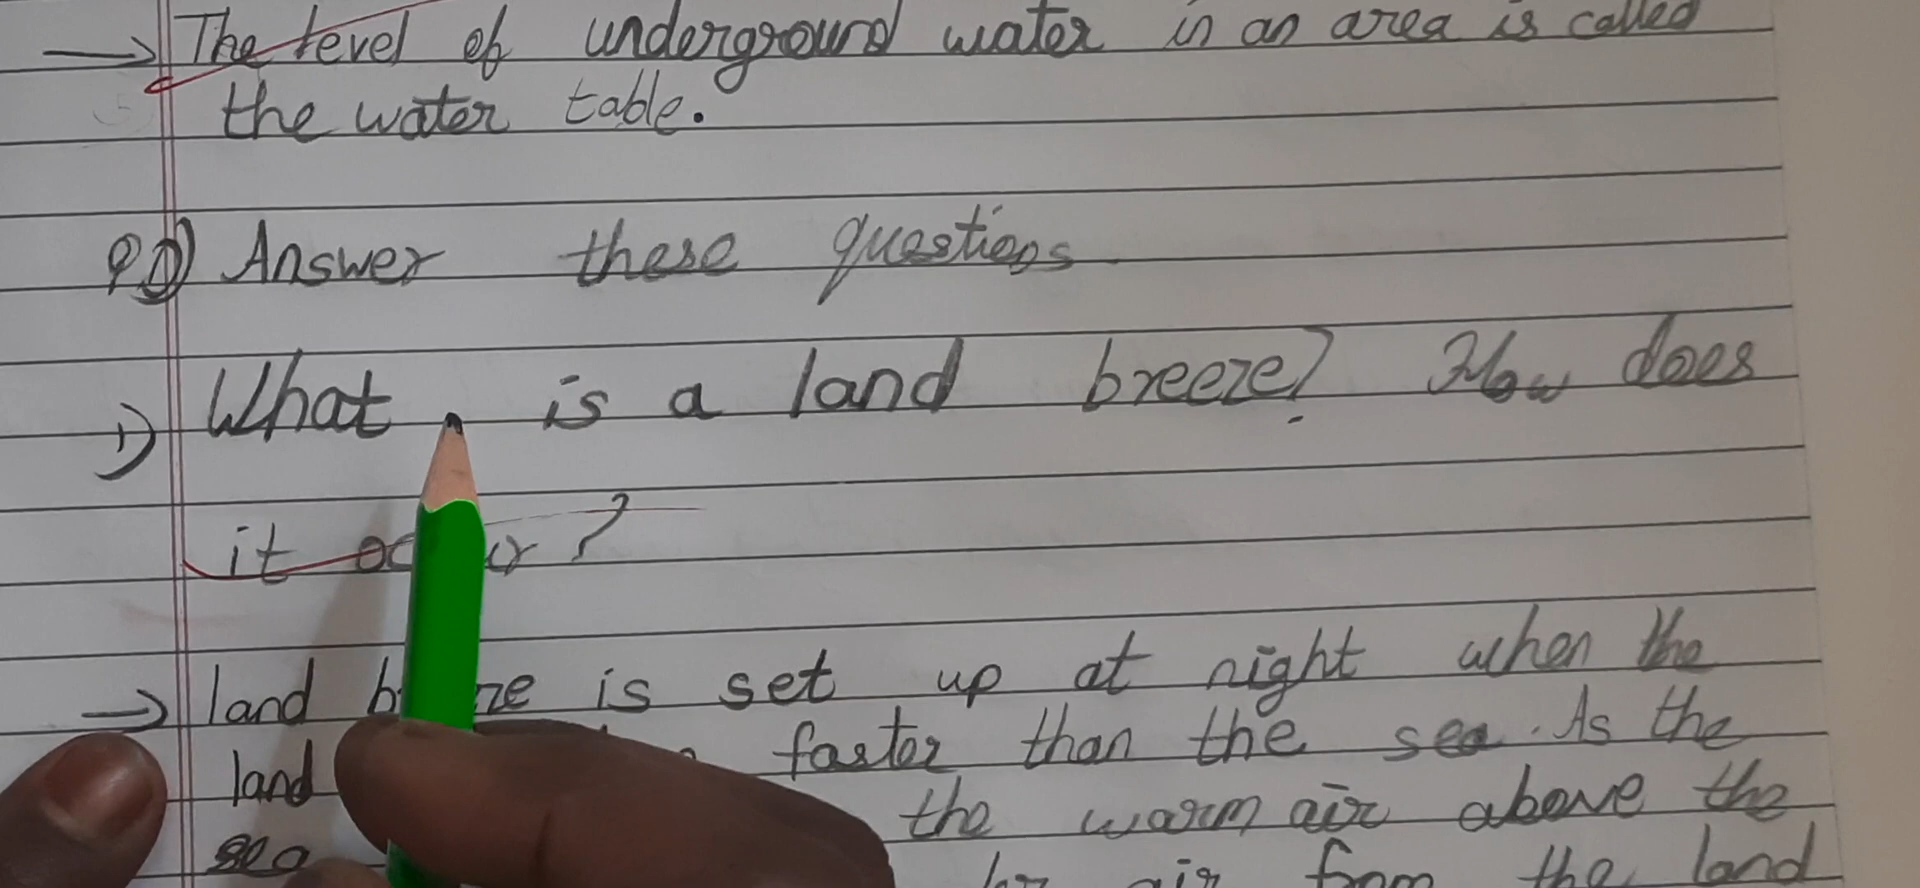 → The level of underground water in an area is called
the water table.
QD) Answer these questions
1) What is a land breeze? How does
it ?
→ land is set up at night when the
land faster than the sea. As the
sea the warm air above the
air from the land